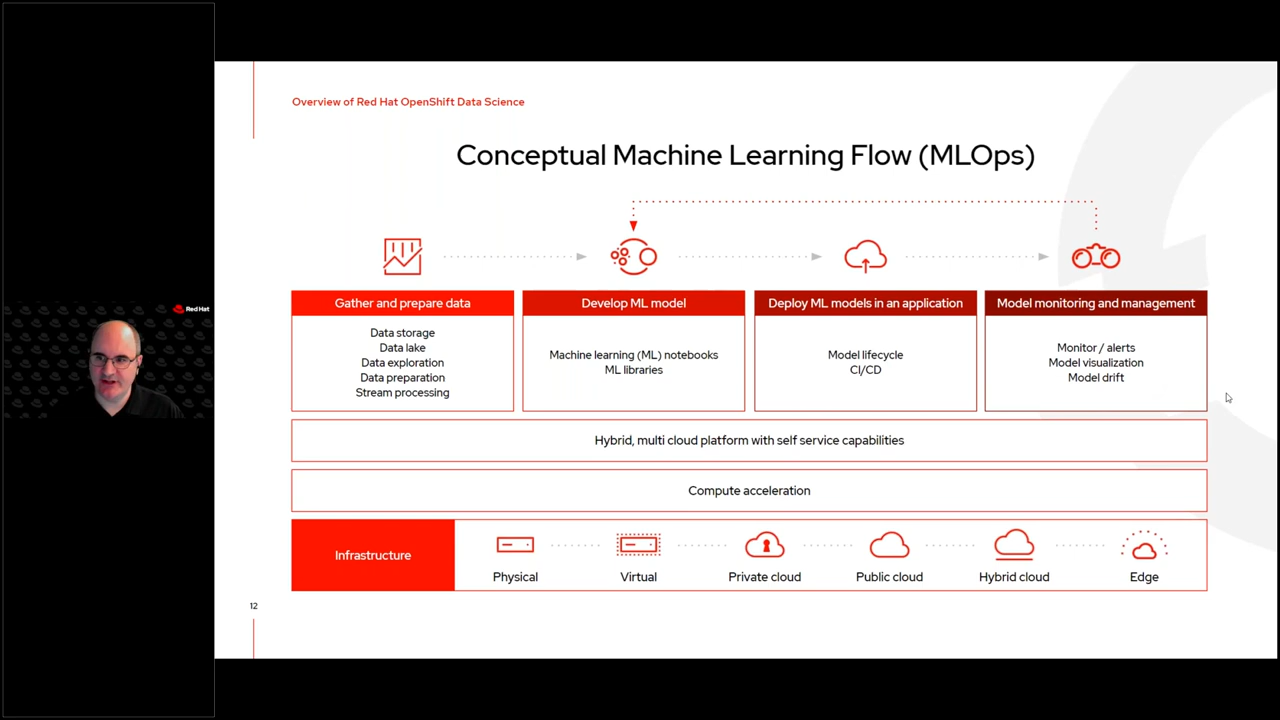 Overview of Red Hat OpenShift Data Science
Conceptual Machine Learning Flow (MLOps)
Gather and prepare data
Data storage
Data lake
Data exploration
Data preparation
Stream processing
Develop ML model
Machine learning (ML) notebooks
ML libraries
Deploy ML models in an application
Model lifecycle
CI/CD
Model monitoring and management
Monitor / alerts
Model visualization
Model drift
Hybrid, multi cloud platform with self service capabilities
Compute acceleration
Infrastructure
Physical
Virtual
Private cloud
Public cloud
Hybrid cloud
Edge
12
Red Hat